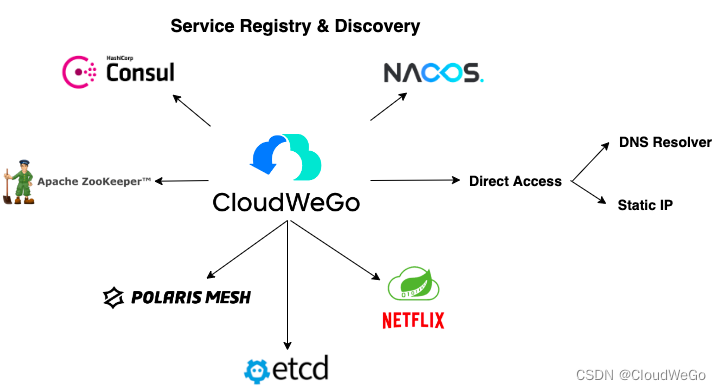 Service Registry & Discovery
HashiCorp
Consul
NACOS.
DNS Resolver
Apache ZooKeeper™
CloudWeGo
Direct Access
Static IP
POLARIS MESH
NETFLIX
etcd
CSDN @CloudWeGo